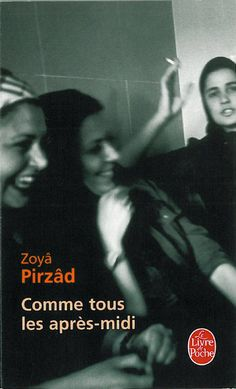 Zoyâ
Pirzâd
Comme tous
les après-midi
Le
Livre
de
Poche